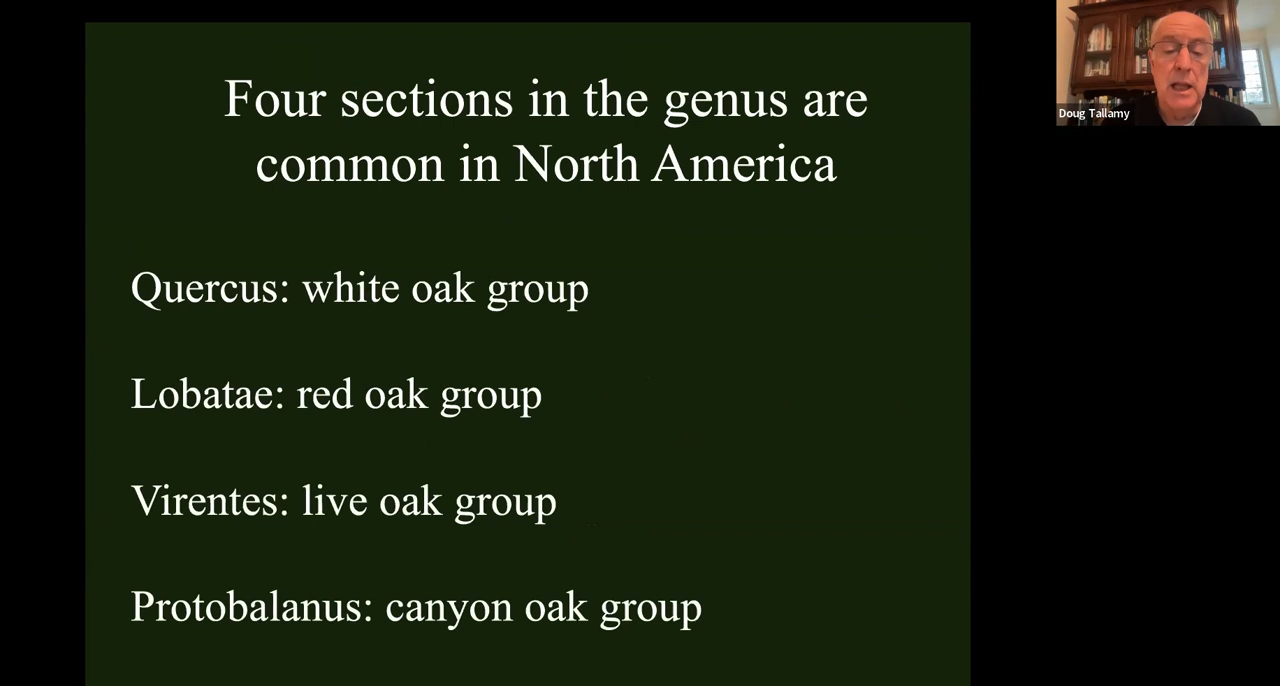 Four sections in the genus are
common in North America
Quercus: white oak group
Lobatae: red oak group
Virentes: live oak group
Protobalanus: canyon oak group
Doug Tallamy